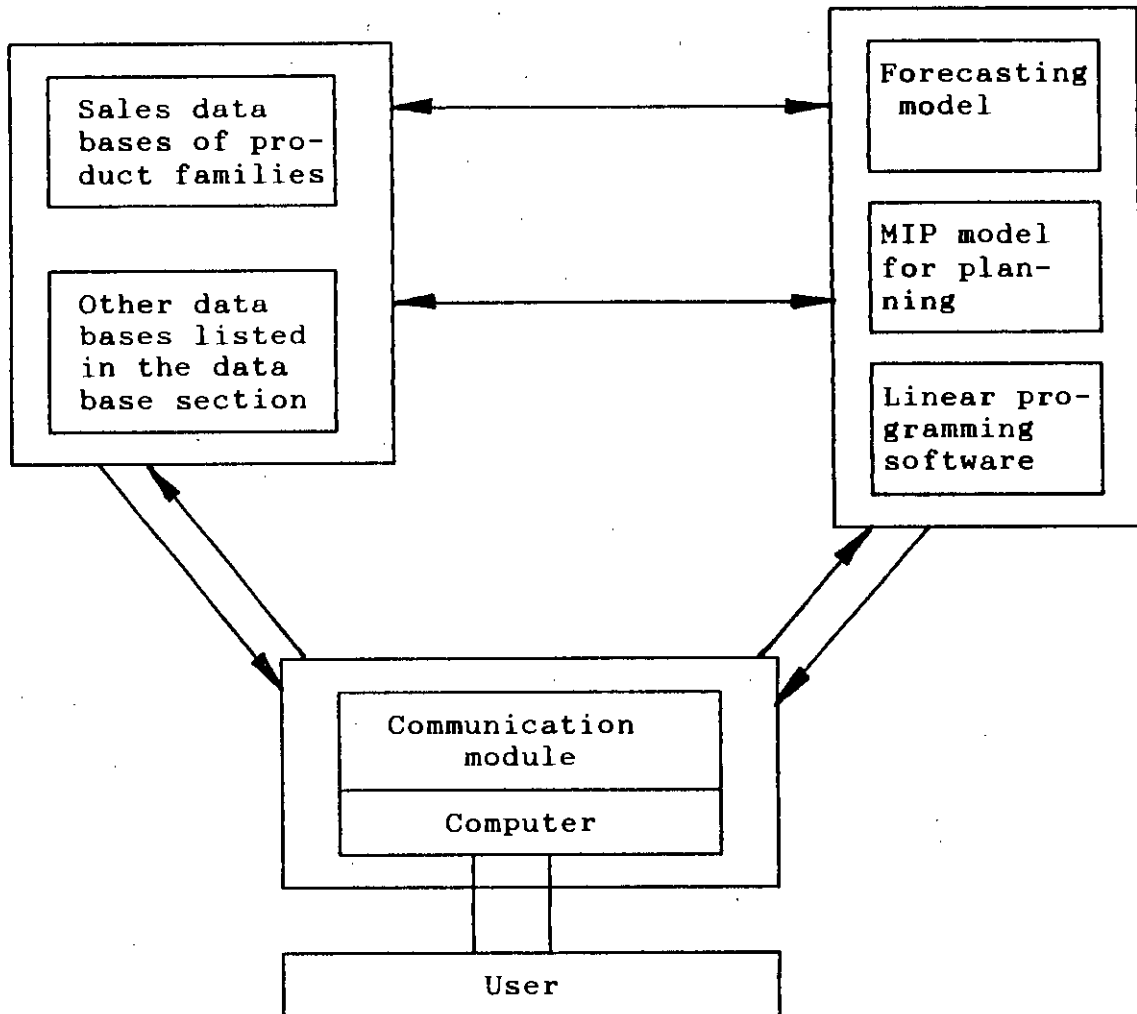 Sales data
bases of pro-
duct families
Other data
bases listed
in the data
base section
Forecasting
model
MIP model
for plan-
ning
Linear pro-
gramming
software
Communication
module
Computer
User